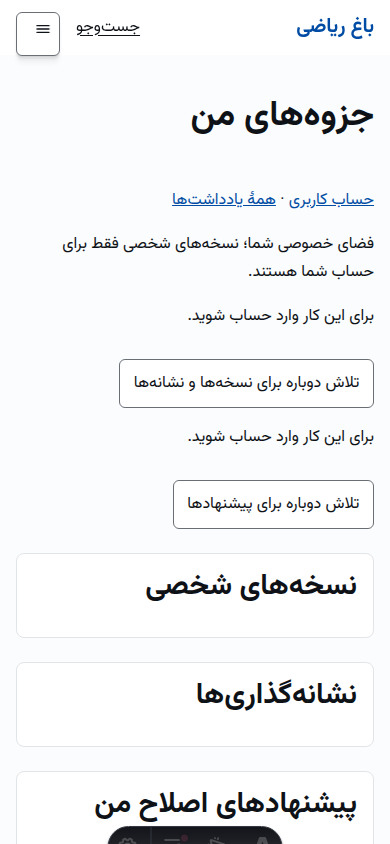 باغ ریاضی
جست‌وجو
جزوه‌های من
حساب کاربری · همهٔ یادداشت‌ها
فضای خصوصی شما؛ نسخه‌های شخصی فقط برای
حساب شما هستند.
برای این کار وارد حساب شوید.
تلاش دوباره برای نسخه‌ها و نشانه‌ها
برای این کار وارد حساب شوید.
تلاش دوباره برای پیشنهادها
نسخه‌های شخصی
نشانه‌گذاری‌ها
پیشنهادهای اصلاح من